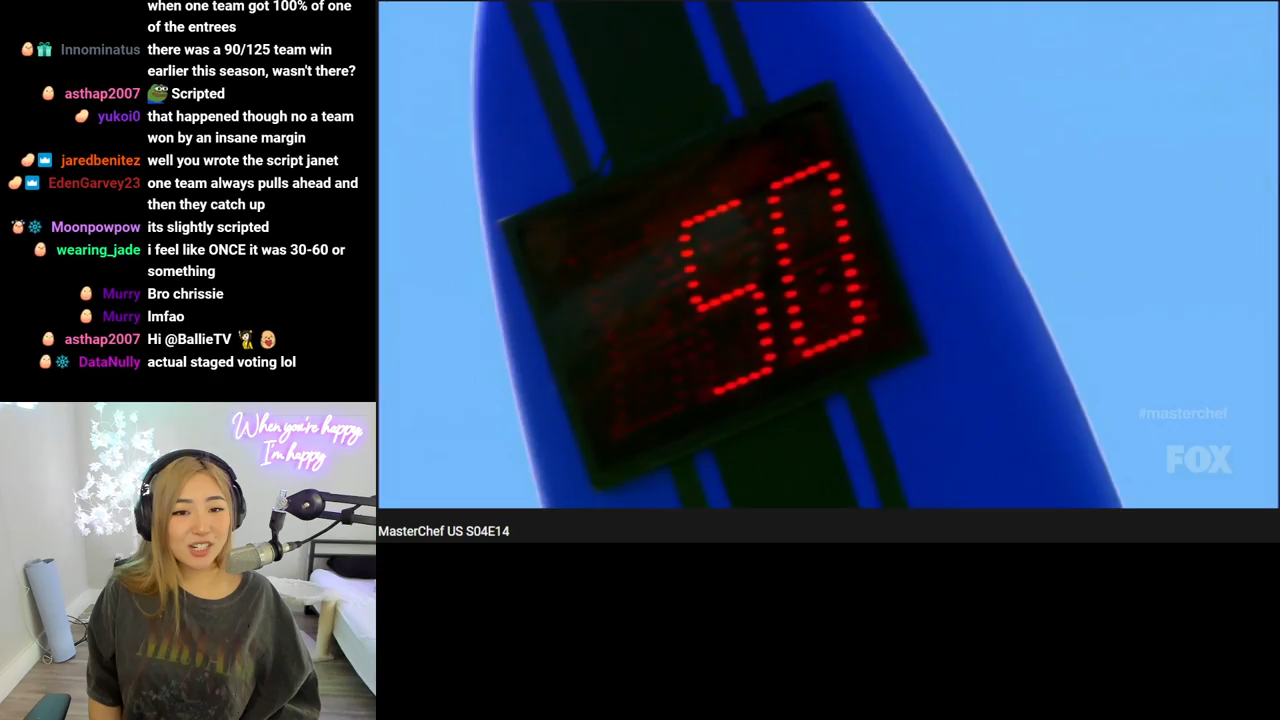 when one team got 100% of one
of the entrees
Innominatus there was a 90/125 team win
earlier this season, wasn't there?
asthap2007 Scripted
yukoi0 that happened though no a team
won by an insane margin
jaredbenitez well you wrote the script janet
EdenGarvey23 one team always pulls ahead and
then they catch up
Moonpowpow its slightly scripted
wearing_jade i feel like ONCE it was 30-60 or
something
Murry Bro chrissie
Murry lmfao
asthap2007 Hi @BallieTV
DataNully actual staged voting lol
When you're happy,
I'm happy
NIRVANA
50
#masterchef
FOX
MasterChef US S04E14